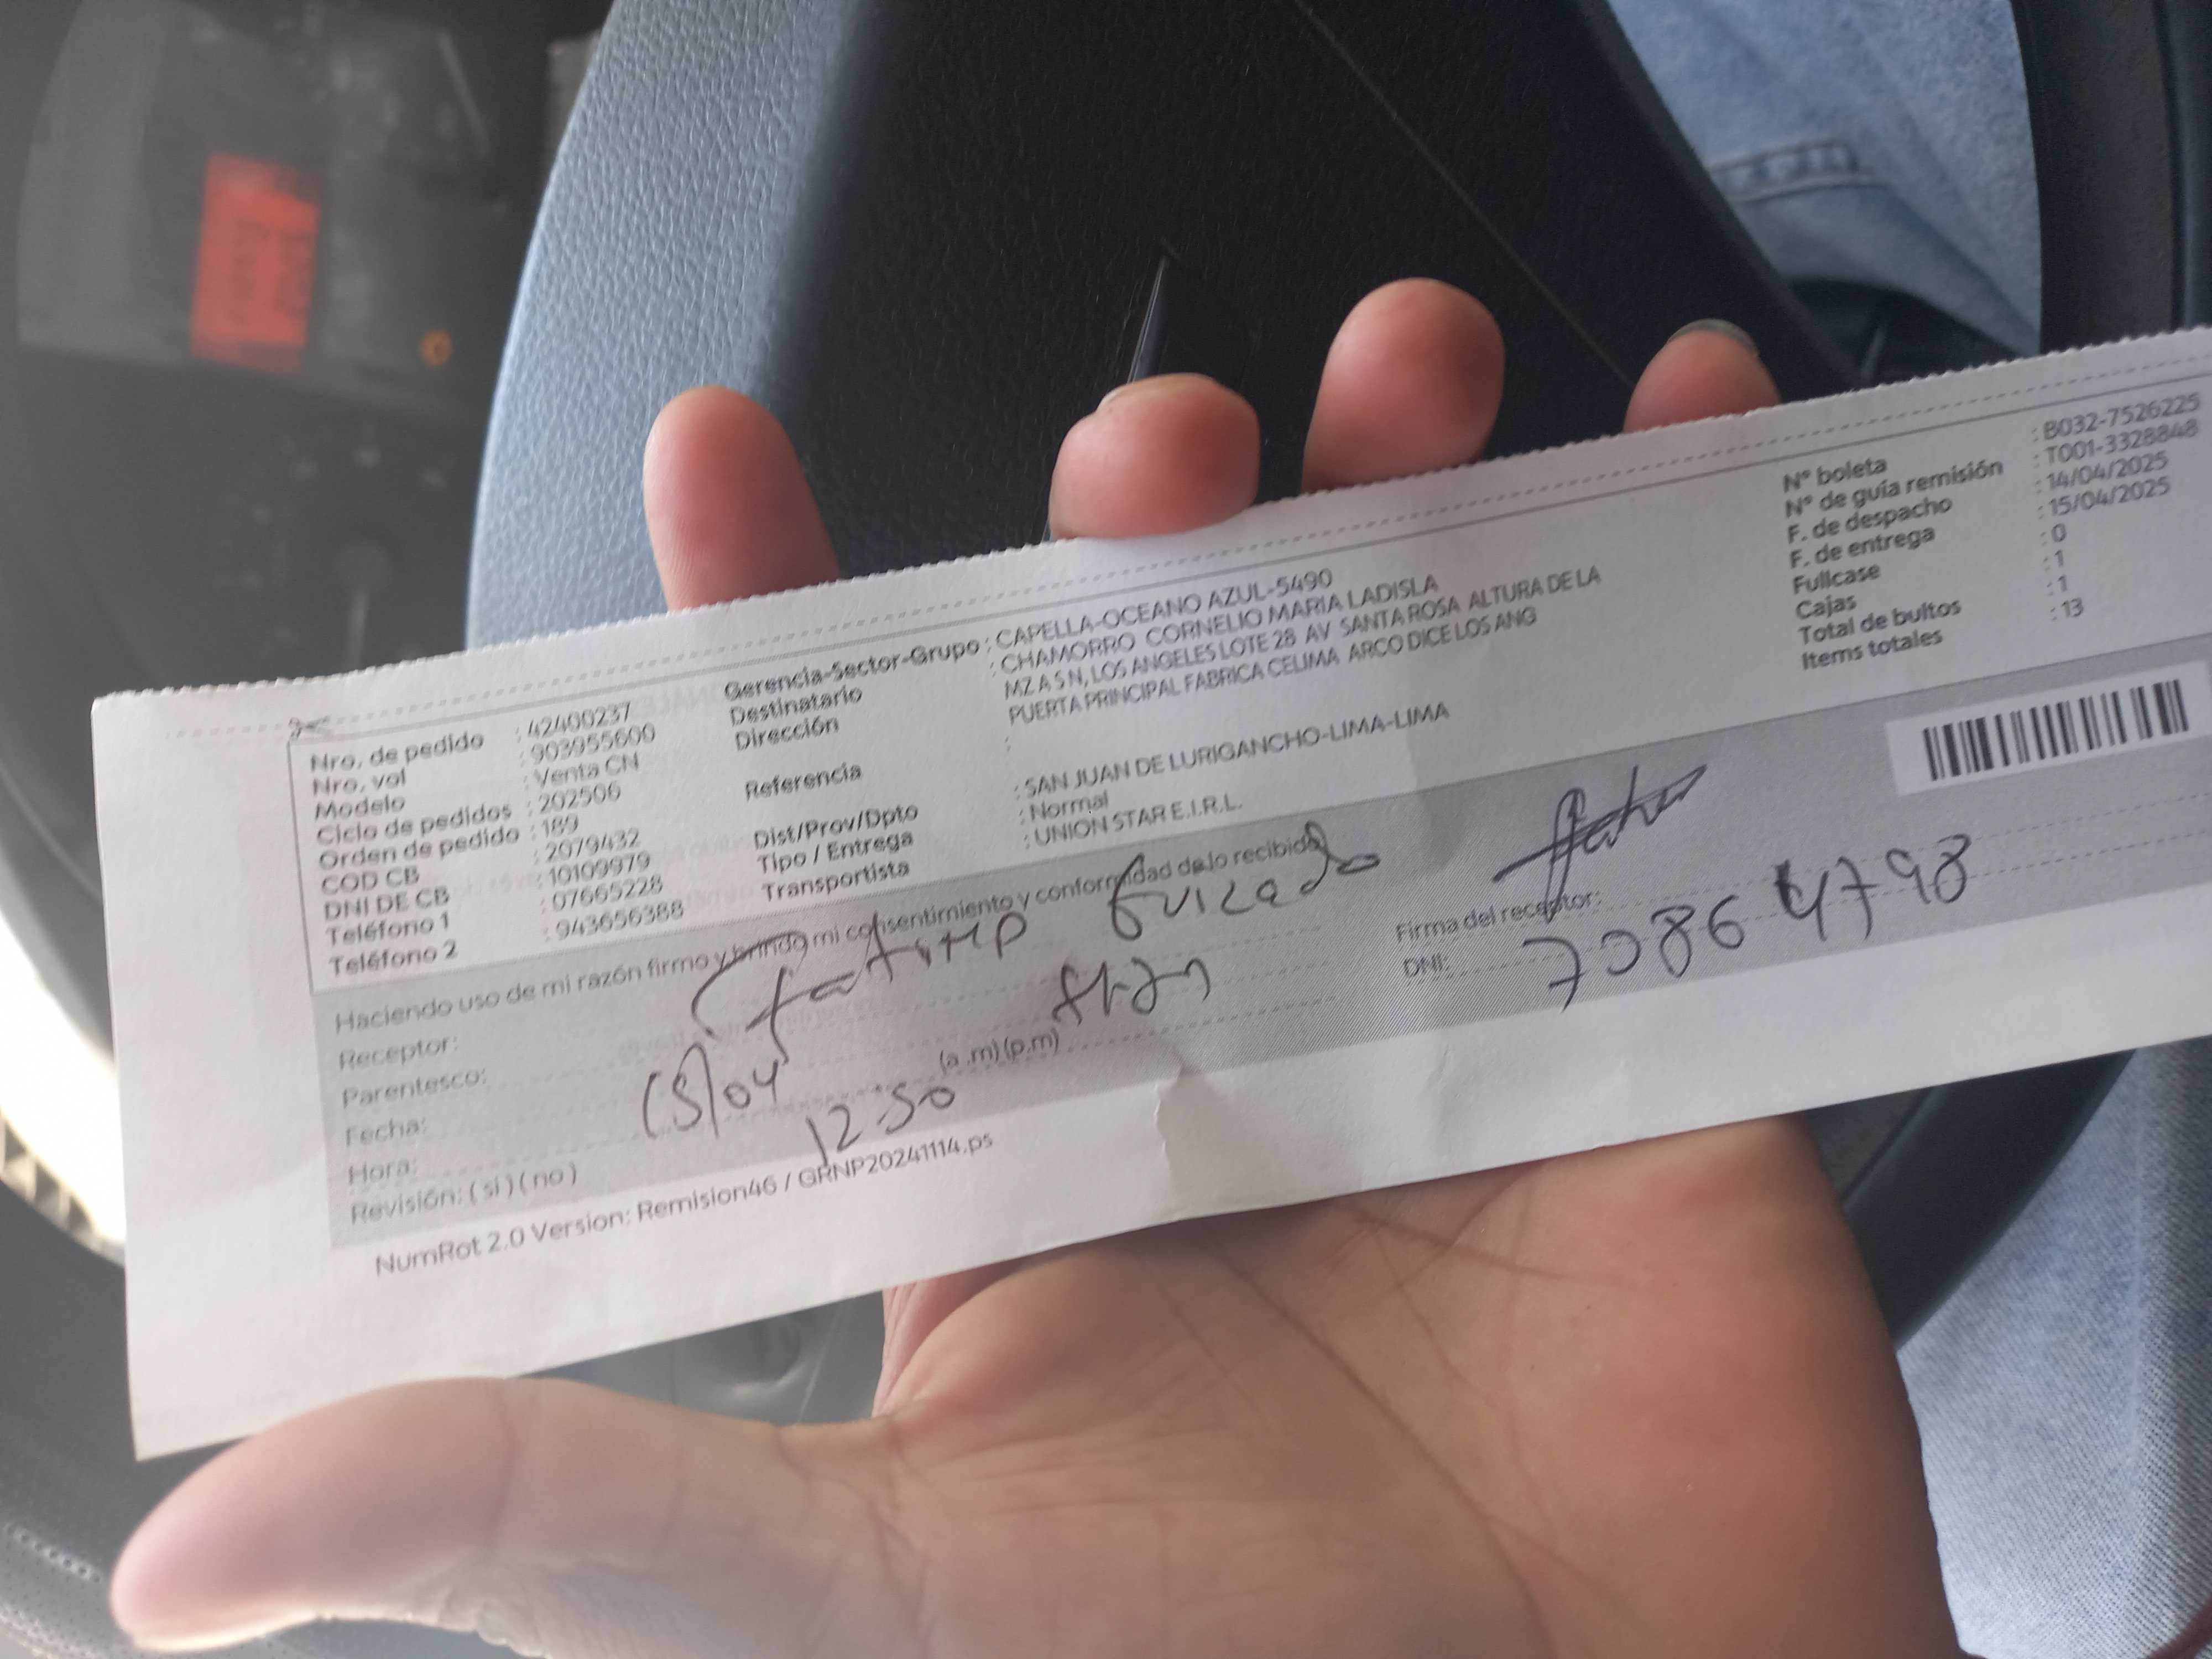 Nro. de pedido : 42400237
Nro. vol : 903955600
Modelo : Venta CN
Ciclo de pedidos : 202506
Orden de pedido : 189
COD CB : 2079432
DNI DE CB : 10109979
Teléfono 1 : 07665228
Teléfono 2 : 943656388
Gerencia-Sector-Grupo : CAPELLA-OCEANO AZUL-5490
Destinatario : CHAMORRO CORNELIO MARIA LADISLA
Dirección MZ A S N, LOS ANGELES LOTE 28 AV SANTA ROSA ALTURA DE LA
PUERTA PRINCIPAL FABRICA CELIMA ARCO DICE LOS ANG
Referencia :
Dist/Prov/Dpto : SAN JUAN DE LURIGANCHO-LIMA-LIMA
Tipo / Entrega : Normal
Transportista : UNION STAR E.I.R.L.
Nº boleta : B032-7526225
Nº de guía remisión : T001-3328848
F. de despacho : 14/04/2025
F. de entrega : 15/04/2025
Fullcase : 0
Cajas : 1
Total de bultos : 1
Items totales : 13
Haciendo uso de mi razón firmo y brindo mi consentimiento y conformidad de lo recibido
Receptor: Fatima Guizado
Parentesco:
Fecha: 15/04
Hora: 12:50 (a .m) (p.m)
Revisión: ( si ) ( no )
Firma del receptor:
DNI: 70864798
NumRot 2.0 Version: Remision46 / GRNP20241114.ps